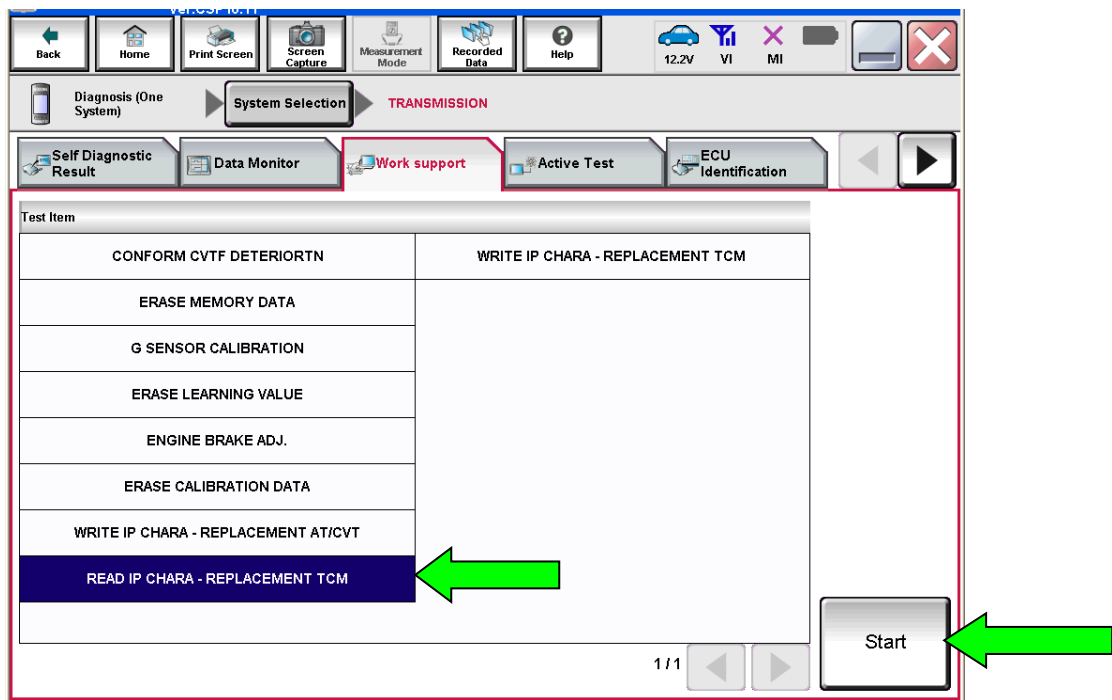 Back
Home
Print Screen
Screen
Capture
Measurement
Mode
Recorded
Data
Help
12.2V
VI
MI
Diagnosis (One
System)
System Selection
TRANSMISSION
Self Diagnostic
Result
Data Monitor
Work support
Active Test
ECU
Identification
Test Item
CONFORM CVTF DETERIORTN
WRITE IP CHARA - REPLACEMENT TCM
ERASE MEMORY DATA
G SENSOR CALIBRATION
ERASE LEARNING VALUE
ENGINE BRAKE ADJ.
ERASE CALIBRATION DATA
WRITE IP CHARA - REPLACEMENT AT/CVT
READ IP CHARA - REPLACEMENT TCM
Start
1/1